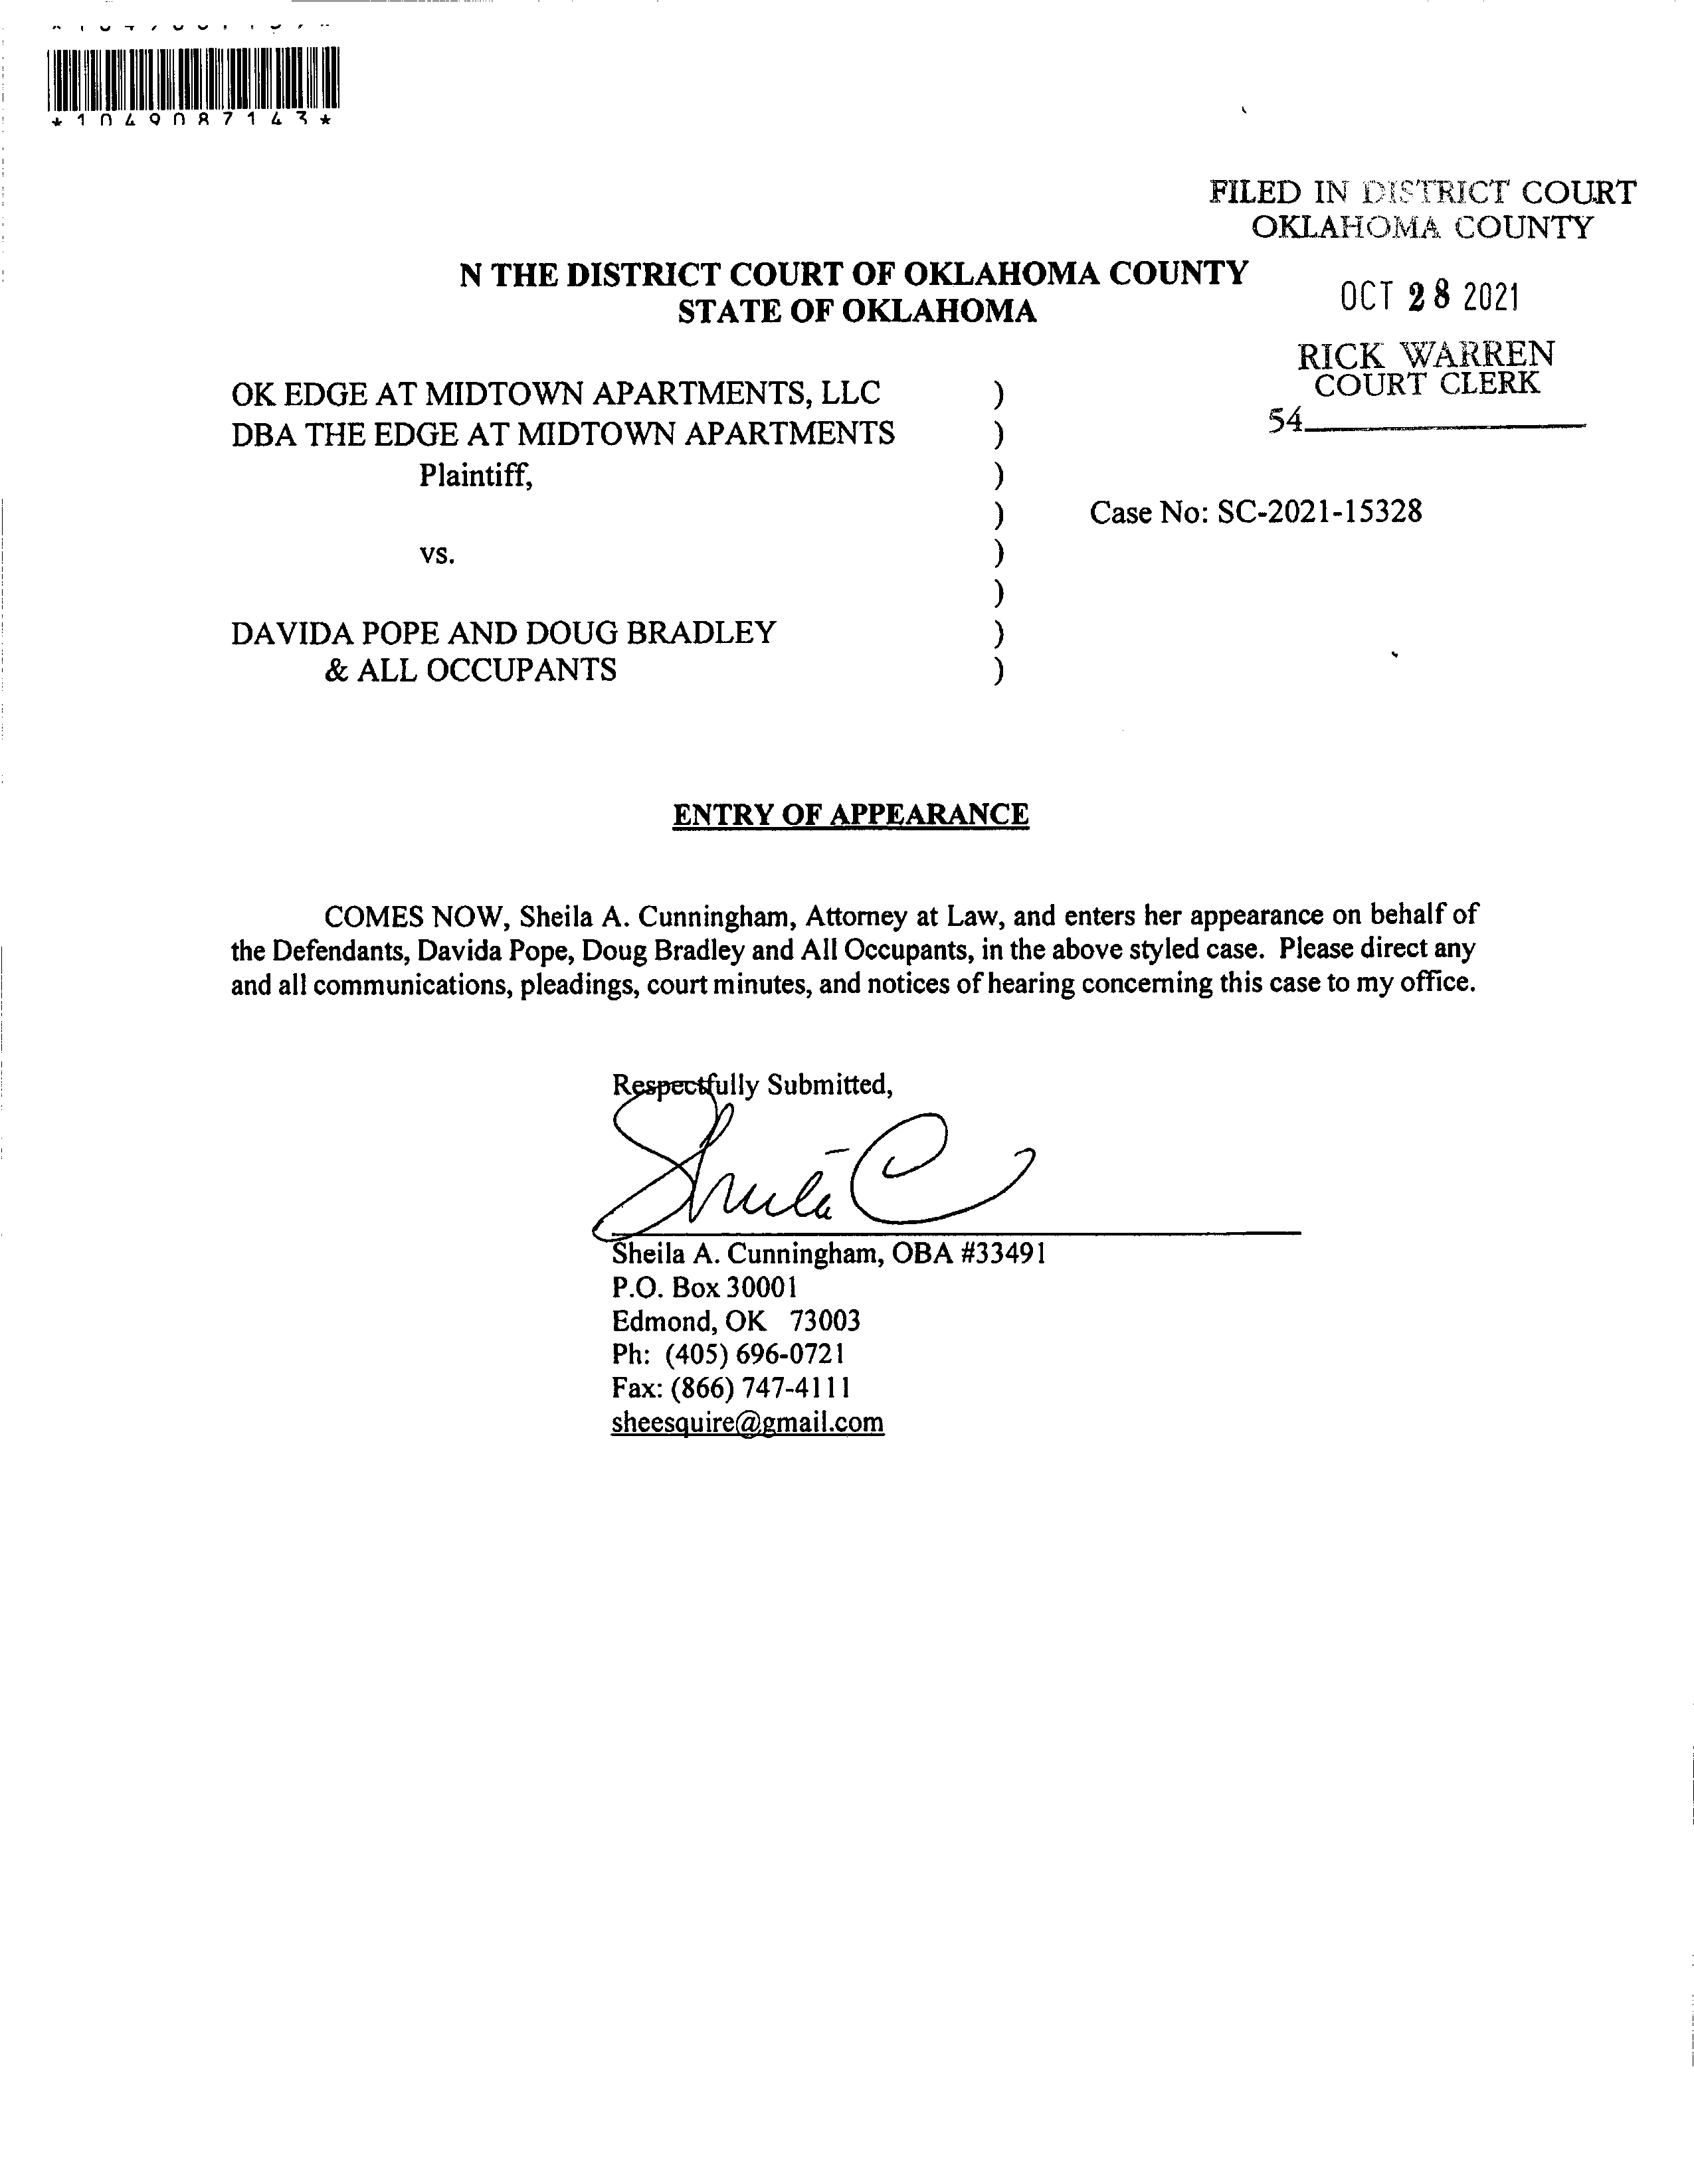 *1049087143*
FILED IN DISTRICT COURT
OKLAHOMA COUNTY
N THE DISTRICT COURT OF OKLAHOMA COUNTY
STATE OF OKLAHOMA
OCT 28 2021
RICK WARREN
COURT CLERK
54
OK EDGE AT MIDTOWN APARTMENTS, LLC )
DBA THE EDGE AT MIDTOWN APARTMENTS )
Plaintiff, )
) Case No: SC-2021-15328
vs. )
)
DAVIDA POPE AND DOUG BRADLEY )
& ALL OCCUPANTS )
ENTRY OF APPEARANCE
COMES NOW, Sheila A. Cunningham, Attorney at Law, and enters her appearance on behalf of
the Defendants, Davida Pope, Doug Bradley and All Occupants, in the above styled case. Please direct any
and all communications, pleadings, court minutes, and notices of hearing concerning this case to my office.
Respectfully Submitted,
Sheila C
Sheila A. Cunningham, OBA #33491
P.O. Box 30001
Edmond, OK 73003
Ph: (405) 696-0721
Fax: (866) 747-4111
sheesquire@gmail.com